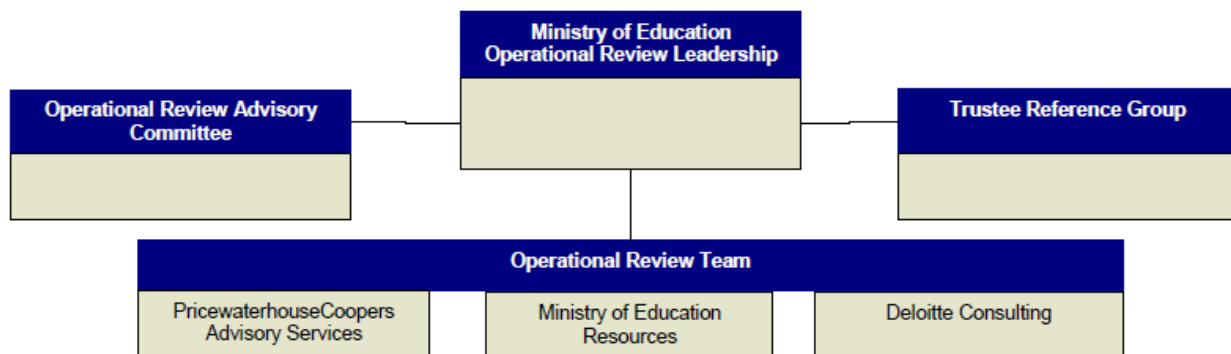 Ministry of Education
Operational Review Leadership
Operational Review Advisory
Committee
Trustee Reference Group
Operational Review Team
PricewaterhouseCoopers
Advisory Services
Ministry of Education
Resources
Deloitte Consulting